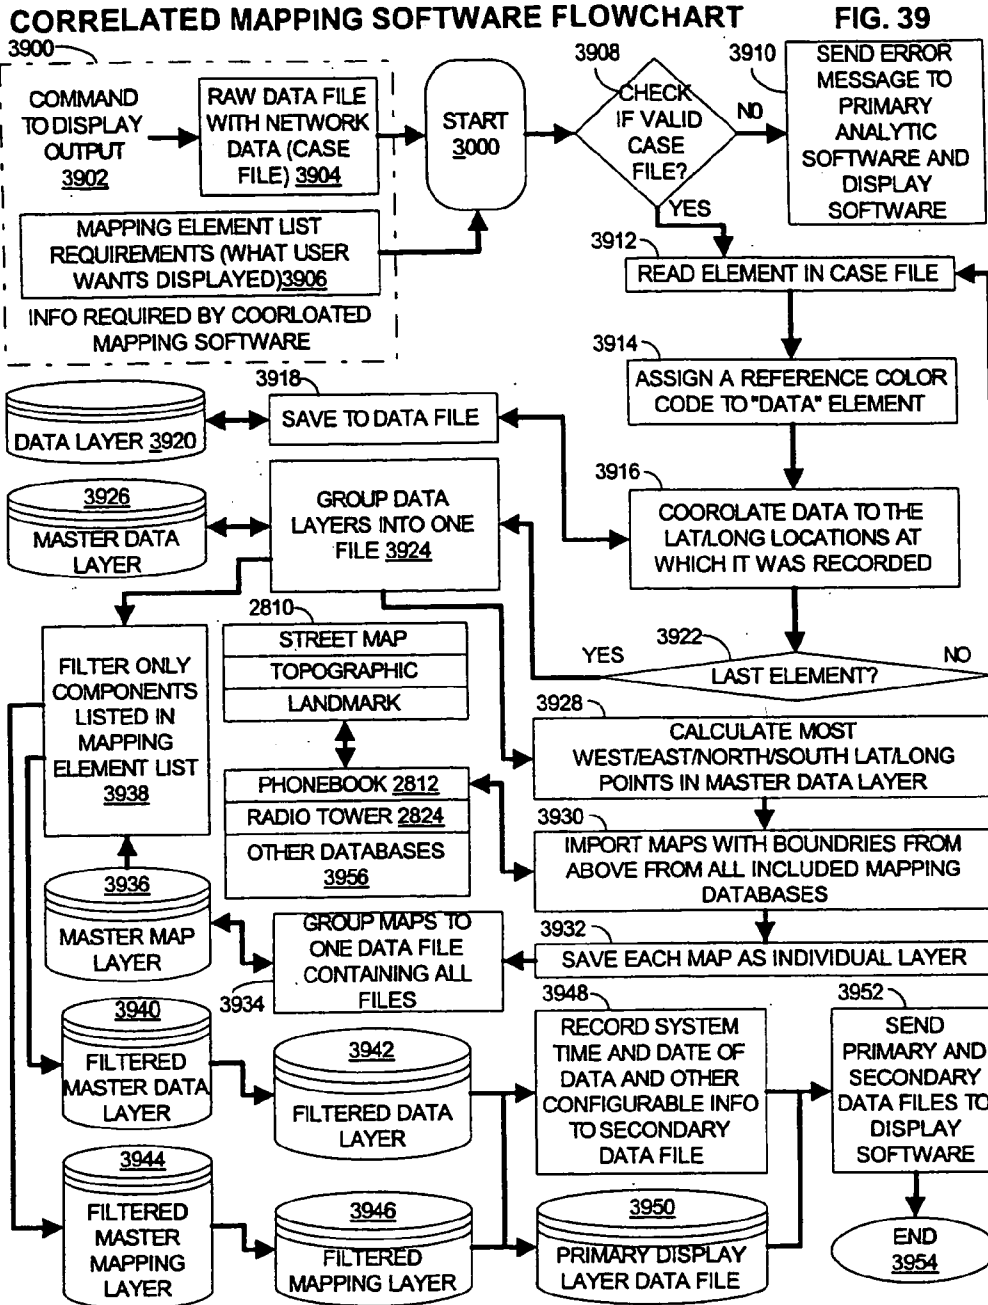 CORRELATED MAPPING SOFTWARE FLOWCHART
FIG. 39
3900
COMMAND
TO DISPLAY
OUTPUT
3902
RAW DATA FILE
WITH NETWORK
DATA (CASE
FILE) 3904
START
3000
3908
CHECK
IF VALID
CASE
FILE?
NO
YES
3910
SEND ERROR
MESSAGE TO
PRIMARY
ANALYTIC
SOFTWARE AND
DISPLAY
SOFTWARE
MAPPING ELEMENT LIST
REQUIREMENTS (WHAT USER
WANTS DISPLAYED)3906
INFO REQUIRED BY COORLOATED
MAPPING SOFTWARE
3912
READ ELEMENT IN CASE FILE
3914
ASSIGN A REFERENCE COLOR
CODE TO "DATA" ELEMENT
3918
SAVE TO DATA FILE
DATA LAYER 3920
3916
COOROLATE DATA TO THE
LAT/LONG LOCATIONS AT
WHICH IT WAS RECORDED
3926
MASTER DATA
LAYER
GROUP DATA
LAYERS INTO ONE
FILE 3924
3922
YES
LAST ELEMENT?
NO
2810
STREET MAP
TOPOGRAPHIC
LANDMARK
FILTER ONLY
COMPONENTS
LISTED IN
MAPPING
ELEMENT LIST
3938
3928
CALCULATE MOST
WEST/EAST/NORTH/SOUTH LAT/LONG
POINTS IN MASTER DATA LAYER
PHONEBOOK 2812
RADIO TOWER 2824
OTHER DATABASES
3956
3930
IMPORT MAPS WITH BOUNDRIES FROM
ABOVE FROM ALL INCLUDED MAPPING
DATABASES
3936
MASTER MAP
LAYER
GROUP MAPS TO
ONE DATA FILE
CONTAINING ALL
FILES
3934
3932
SAVE EACH MAP AS INDIVIDUAL LAYER
3940
FILTERED
MASTER DATA
LAYER
3942
FILTERED DATA
LAYER
3948
RECORD SYSTEM
TIME AND DATE OF
DATA AND OTHER
CONFIGURABLE INFO
TO SECONDARY
DATA FILE
3952
SEND
PRIMARY AND
SECONDARY
DATA FILES TO
DISPLAY
SOFTWARE
3944
FILTERED
MASTER
MAPPING
LAYER
3946
FILTERED
MAPPING LAYER
3950
PRIMARY DISPLAY
LAYER DATA FILE
END
3954